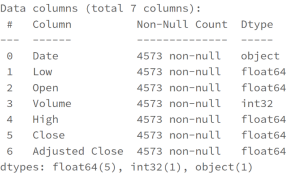 Data columns (total 7 columns):
 #   Column          Non-Null Count  Dtype
---  ------          --------------  -----
 0   Date            4573 non-null   object
 1   Low             4573 non-null   float64
 2   Open            4573 non-null   float64
 3   Volume          4573 non-null   int32
 4   High            4573 non-null   float64
 5   Close           4573 non-null   float64
 6   Adjusted Close  4573 non-null   float64
dtypes: float64(5), int32(1), object(1)